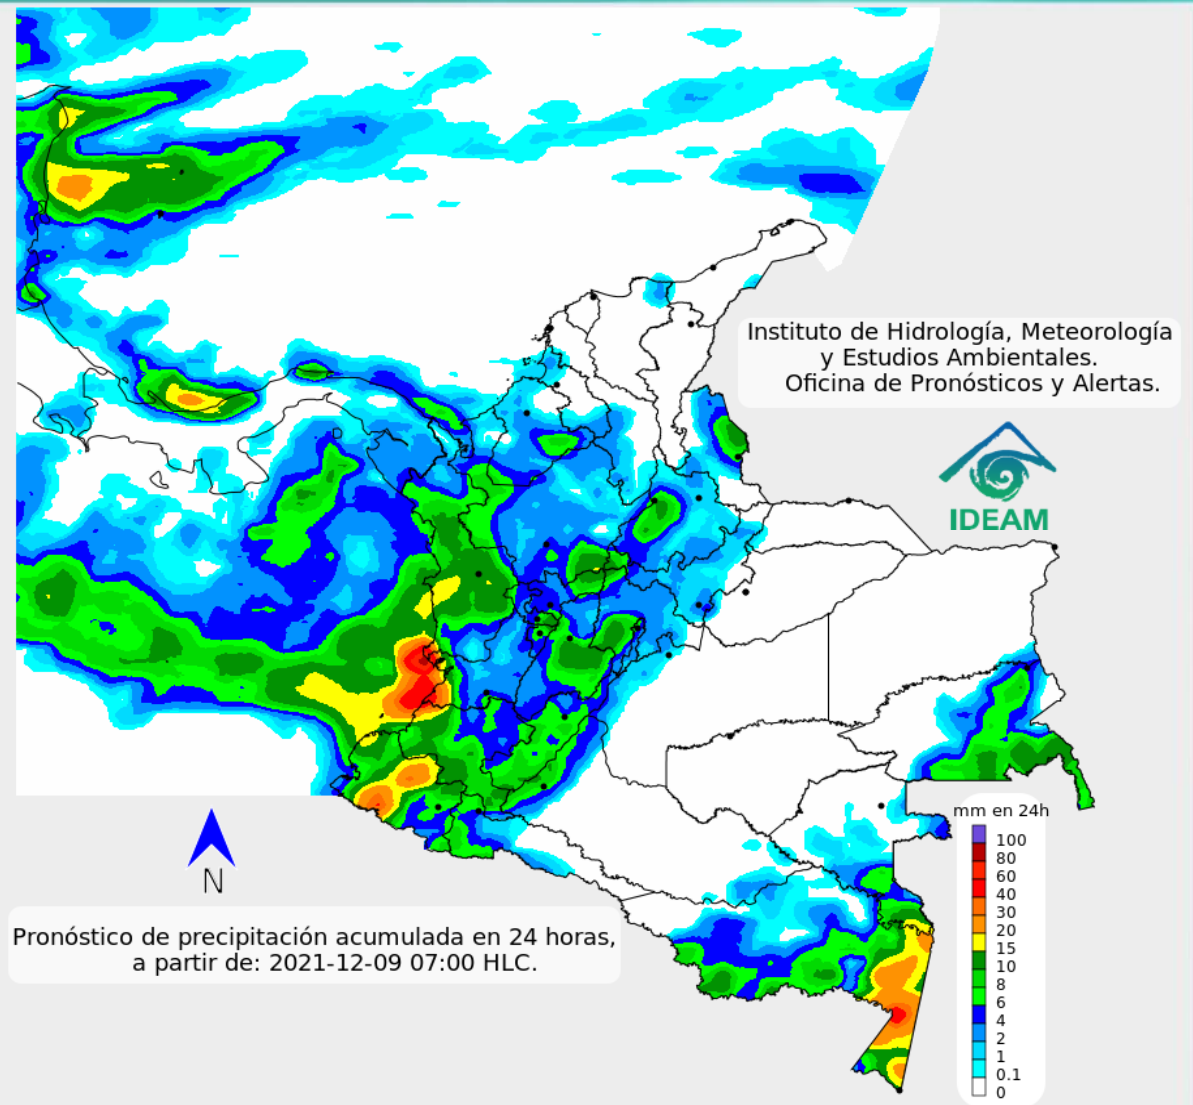 Instituto de Hidrología, Meteorología
y Estudios Ambientales.
Oficina de Pronósticos y Alertas.
IDEAM
mm en 24h
100
80
60
40
30
20
15
10
8
6
4
2
1
0.1
0
N
Pronóstico de precipitación acumulada en 24 horas,
a partir de: 2021-12-09 07:00 HLC.